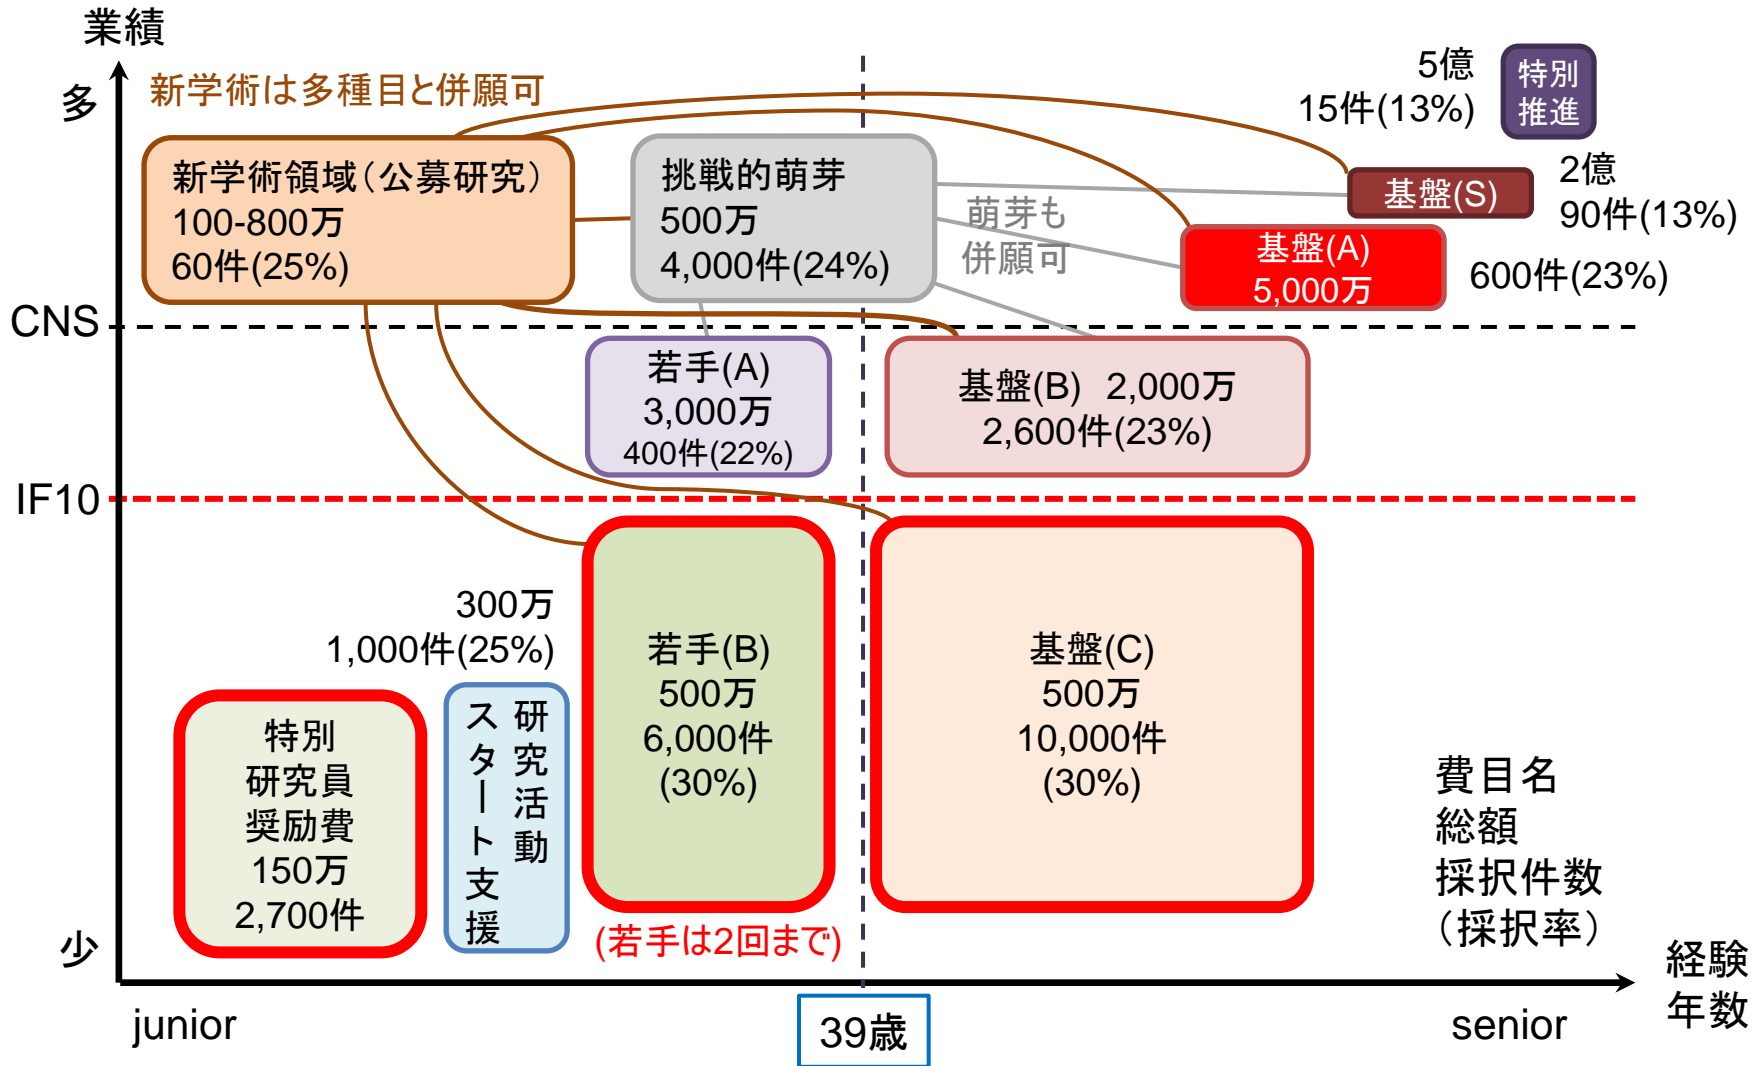 業績
多
新学術は多種目と併願可
5億
15件(13%)
特別
推進
新学術領域（公募研究）
100-800万
60件(25%)
挑戦的萌芽
500万
4,000件(24%)
萌芽も
併願可
基盤(S)
2億
90件(13%)
基盤(A)
5,000万
600件(23%)
CNS
若手(A)
3,000万
400件(22%)
基盤(B) 2,000万
2,600件(23%)
IF10
300万
1,000件(25%)
若手(B)
500万
6,000件
(30%)
基盤(C)
500万
10,000件
(30%)
特別
研究員
奨励費
150万
2,700件
研究活動
スタート支援
(若手は2回まで)
費目名
総額
採択件数
（採択率）
少
経験
年数
junior
39歳
senior